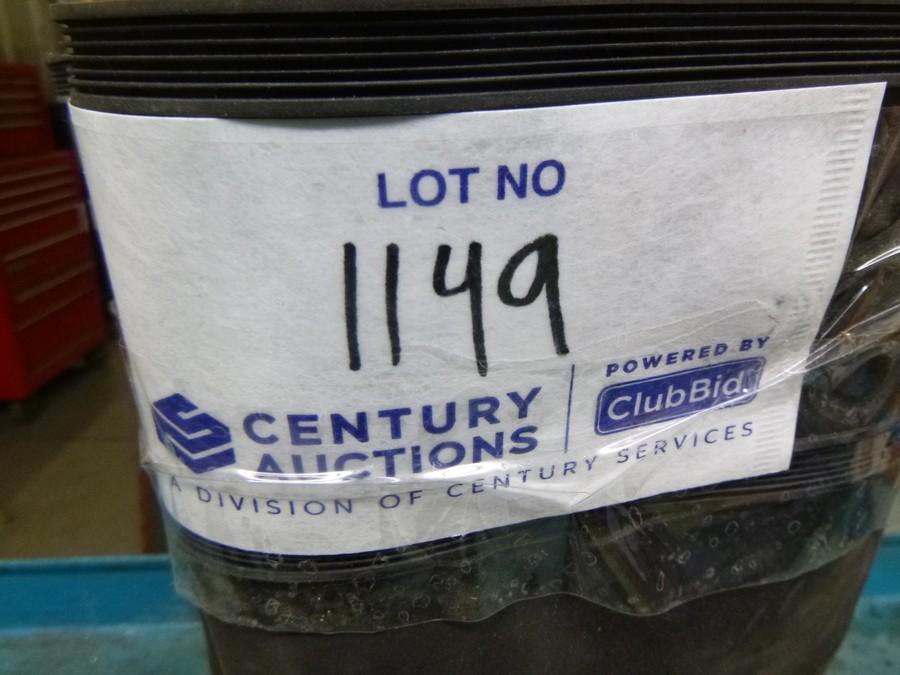 LOT NO
1149
CENTURY
AUCTIONS
POWERED BY
ClubBid
A DIVISION OF CENTURY SERVICES